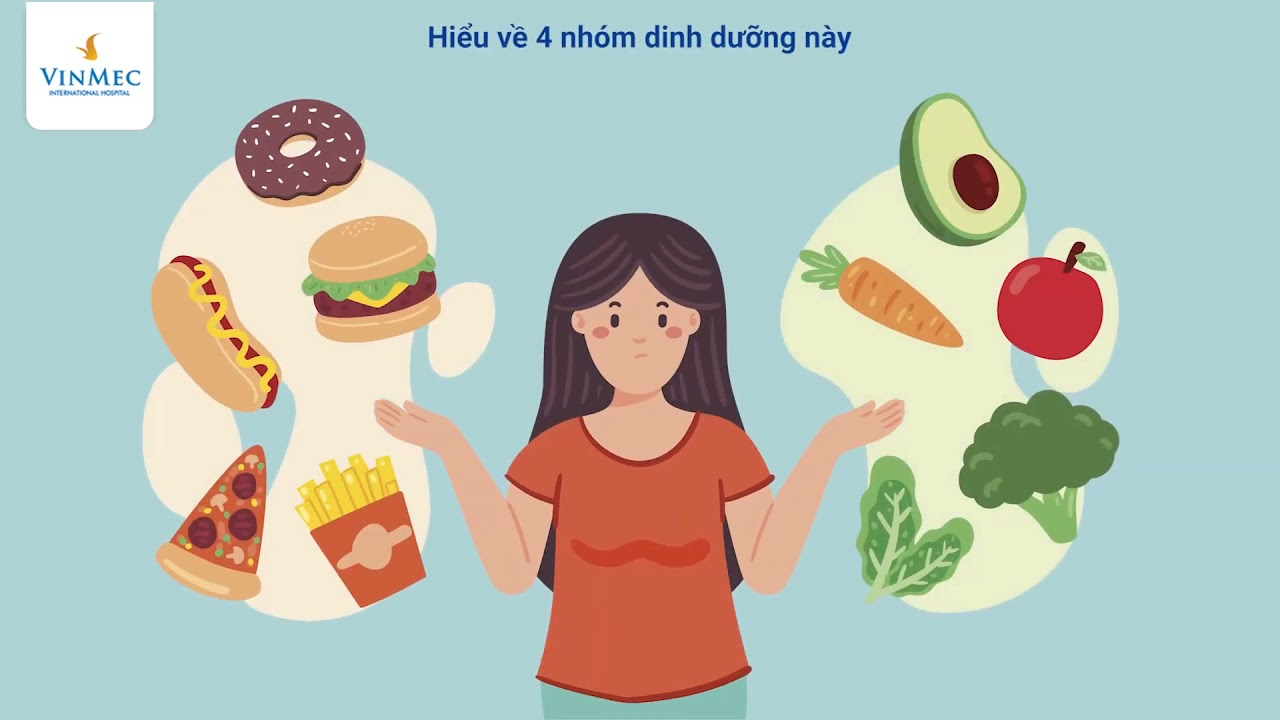 Hiểu về 4 nhóm dinh dưỡng này
VINMEC
INTERNATIONAL HOSPITAL